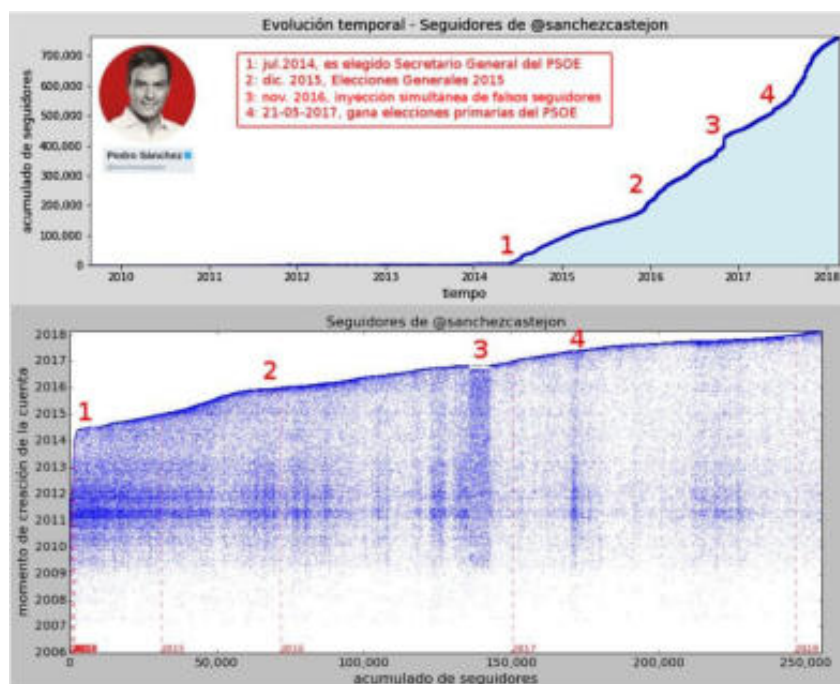 Evolución temporal - Seguidores de @sanchezcastejon
700,000
600,000
500,000
400,000
300,000
200,000
100,000
0
acumulado de seguidores
Pedro Sánchez
1: jul.2014, es elegido Secretario General del PSOE
2: dic. 2015, Elecciones Generales 2015
3: nov. 2016, inyección simultánea de falsos seguidores
4: 21-05-2017, gana elecciones primarias del PSOE
1
2
3
4
2010 2011 2012 2013 2014 2015 2016 2017 2018
tiempo
Seguidores de @sanchezcastejon
2018
2017
2016
2015
2014
2013
2012
2011
2010
2009
2008
2007
2006
momento de creación de la cuenta
1
2
3
4
2015 2016 2017 2018
0 50,000 100,000 150,000 200,000 250,000
acumulado de seguidores